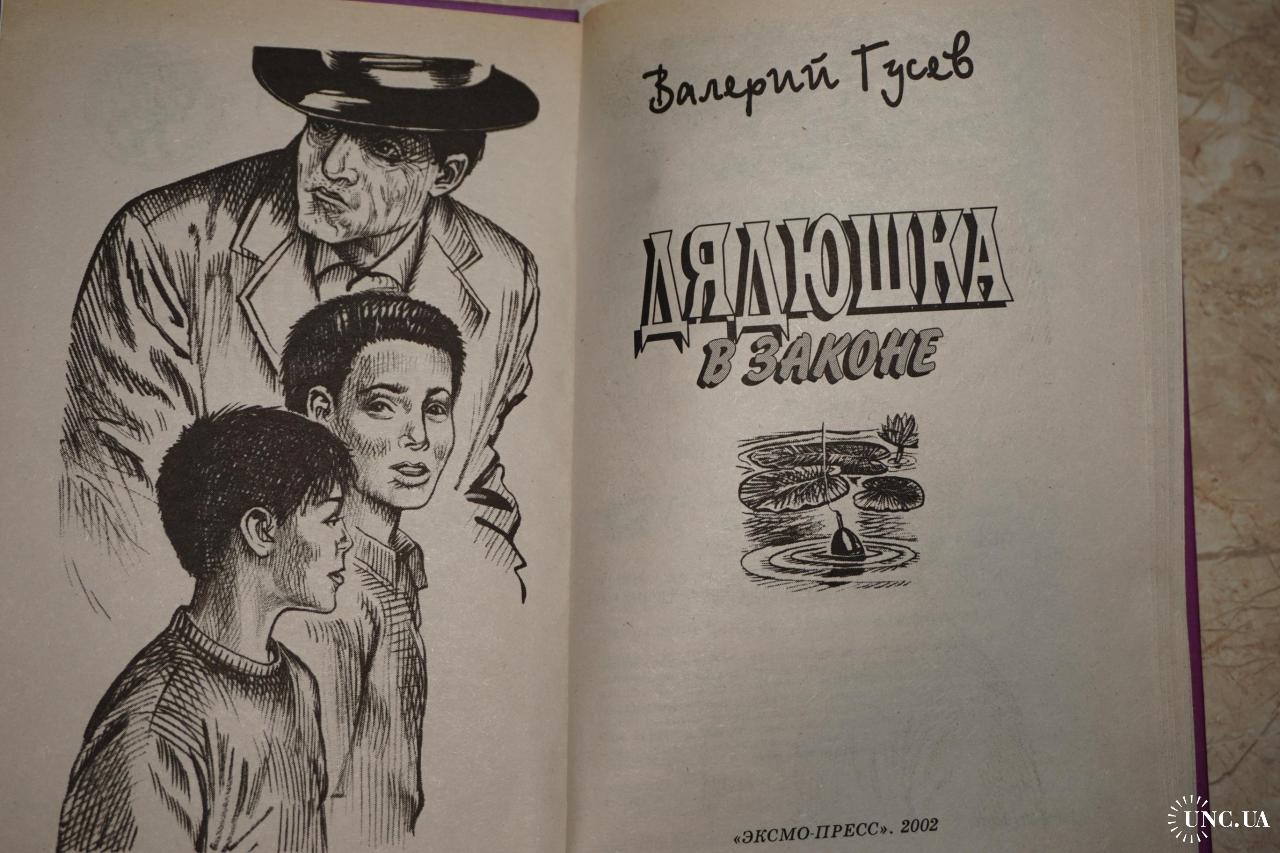 Валерий Гусев
ДЯДЮШКА
В ЗАКОНЕ
«ЭКСМО-ПРЕСС». 2002
UNC.UA